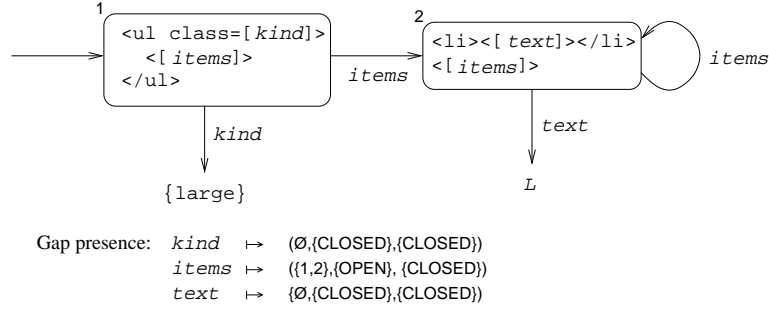 1
<ul class=[kind]>
<[items]>
</ul>
items
2
<li><[text]></li>
<[items]>
items
kind
{large}
text
L
Gap presence: kind ↦ (Ø,{CLOSED},{CLOSED})
items ↦ ({1,2},{OPEN}, {CLOSED})
text ↦ {Ø,{CLOSED},{CLOSED})